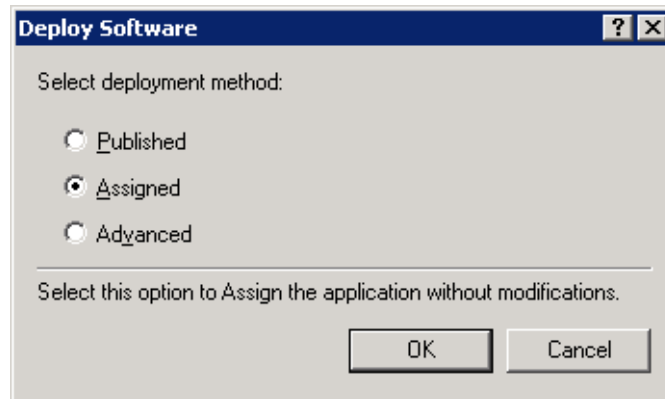 Deploy Software
Select deployment method:
Published
Assigned
Advanced
Select this option to Assign the application without modifications.
OK Cancel